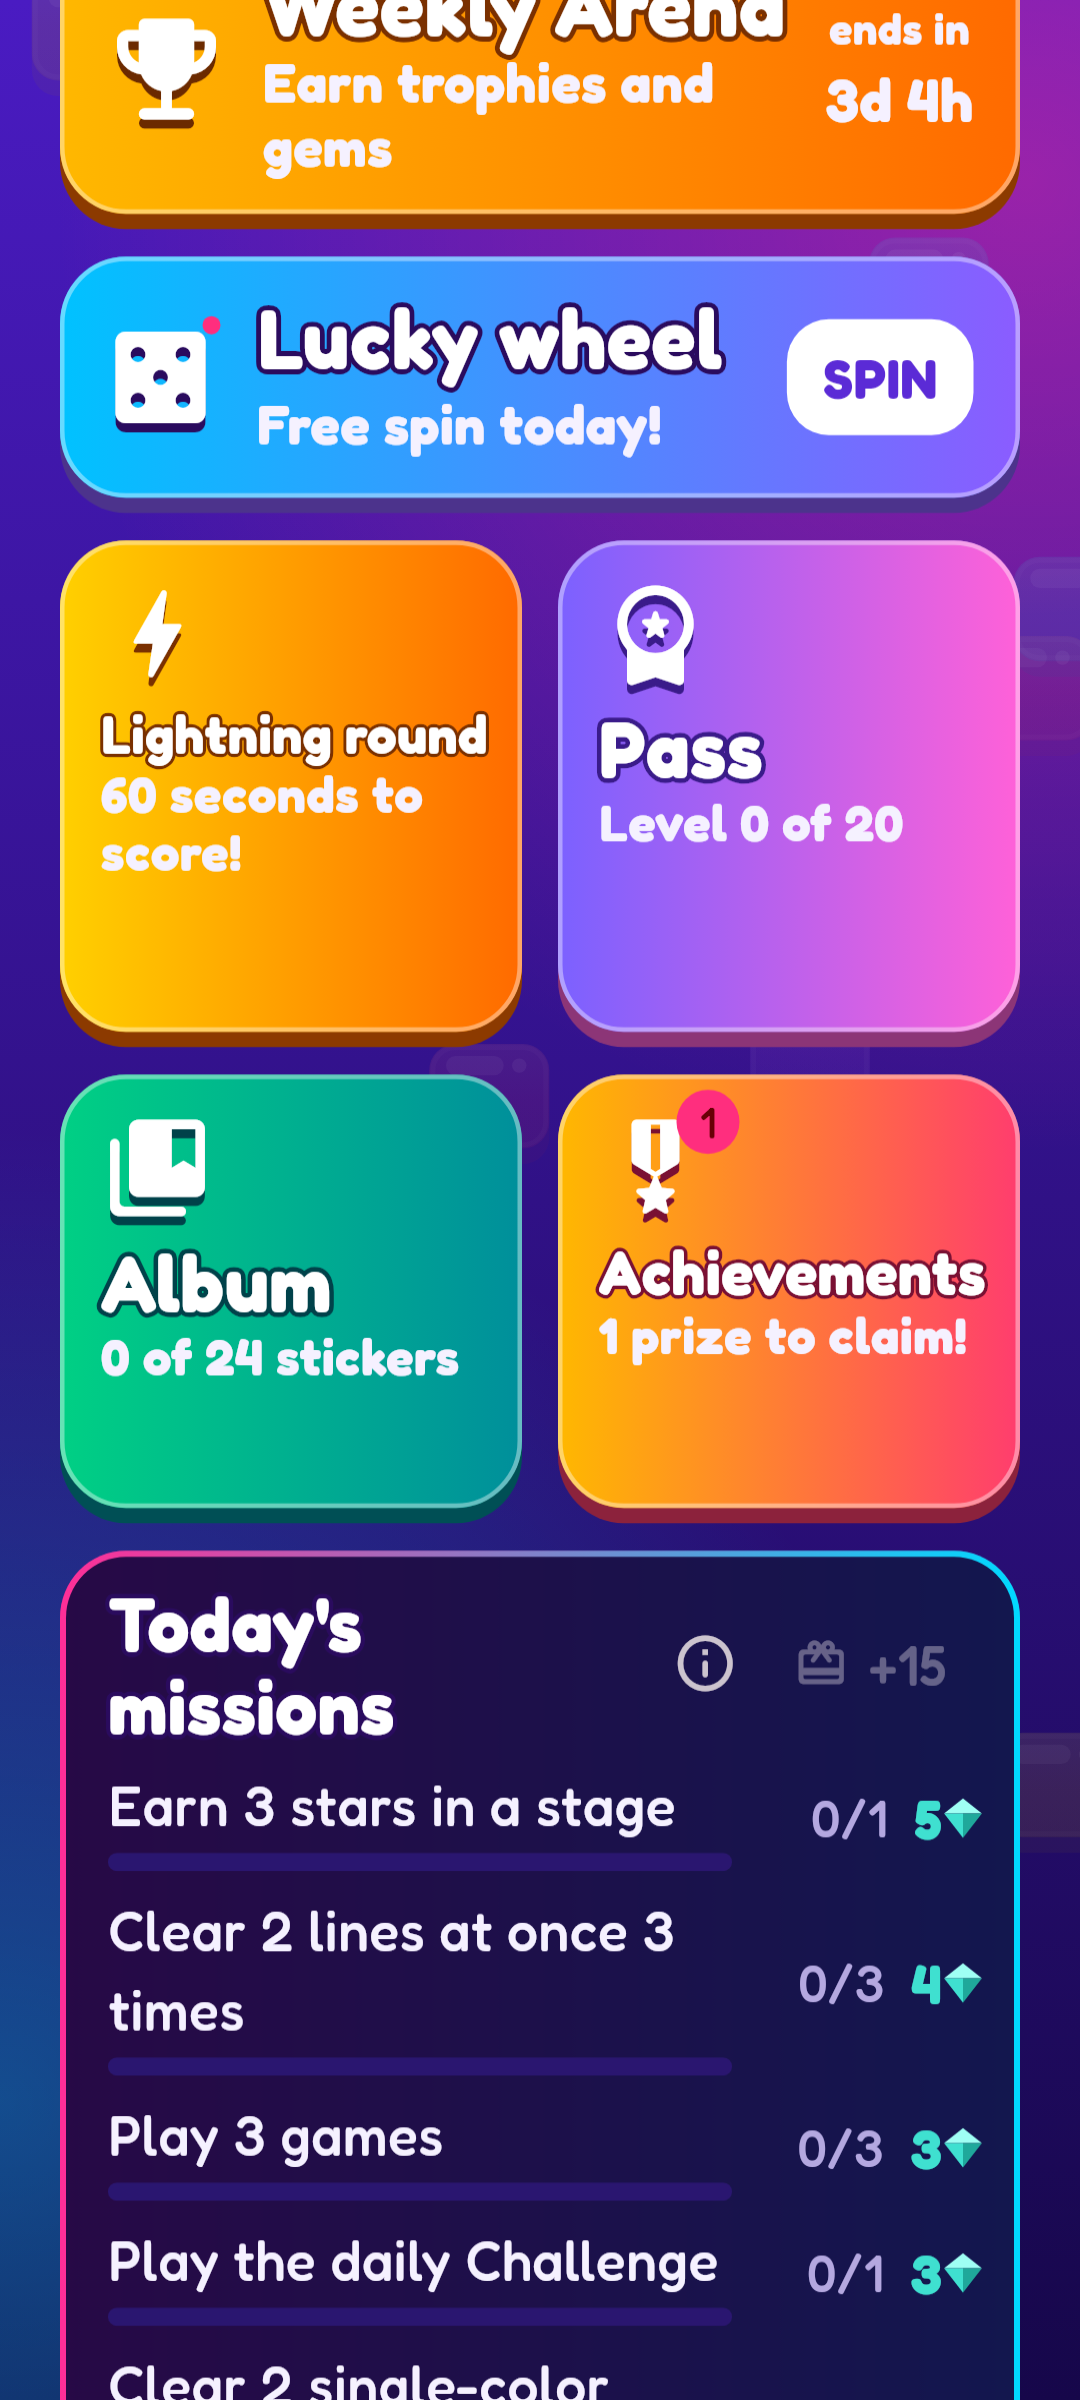 Weekly Arena
ends in
Earn trophies and
gems
3d 4h
Lucky wheel
Free spin today!
SPIN
Lightning round
60 seconds to
score!
Pass
Level 0 of 20
Album
0 of 24 stickers
1
Achievements
1 prize to claim!
Today's
missions
+15
Earn 3 stars in a stage
0/1 5
Clear 2 lines at once 3
times
0/3 4
Play 3 games
0/3 3
Play the daily Challenge
0/1 3
Clear 2 single-color